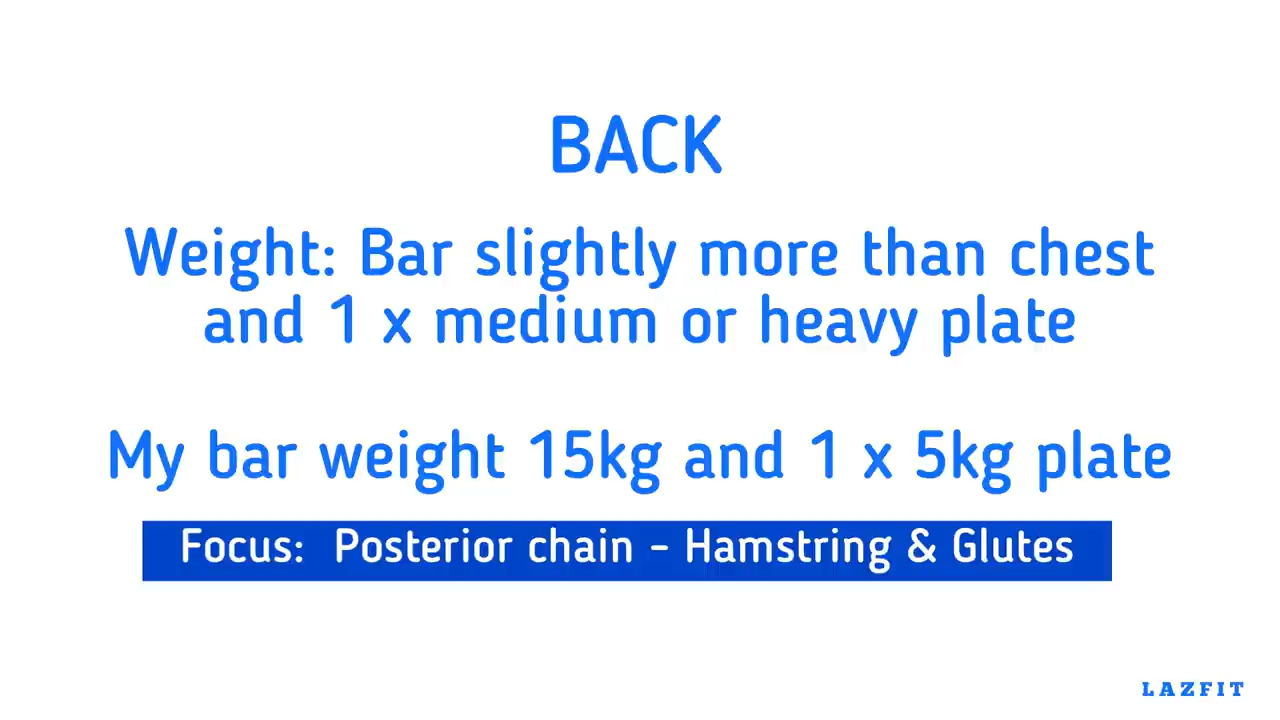 BACK
Weight: Bar slightly more than chest
and 1 x medium or heavy plate
My bar weight 15kg and 1 x 5kg plate
Focus: Posterior chain - Hamstring & Glutes
LAZFIT